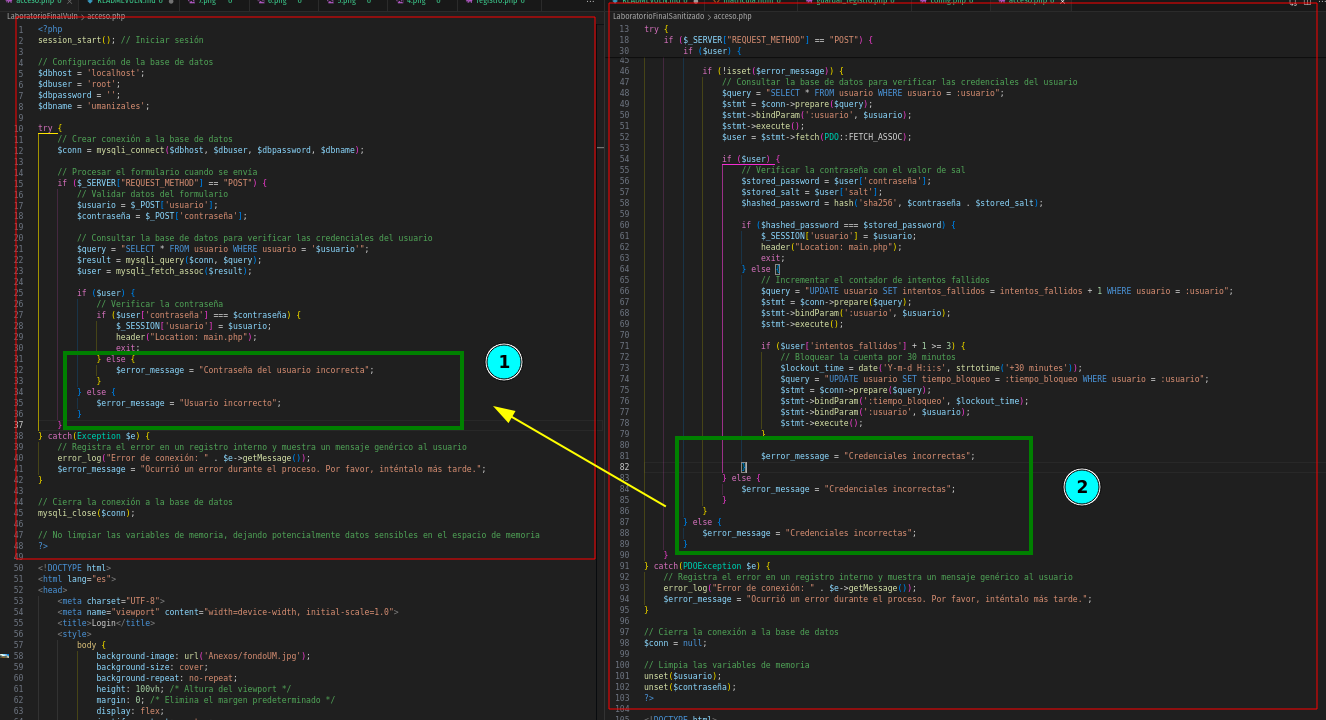 acceso.php 6
README
7.php 6
6.php 6
5.php 6
4.php 6
registro.php 6
LaboratorioFinalVuln > acceso.php
1 <?php
2 session_start(); // Iniciar sesión
3
4 // Configuración de la base de datos
5 $dbhost = 'localhost';
6 $dbuser = 'root';
7 $dbpassword = '';
8 $dbname = 'umanizales';
9
10 try {
11 // Crear conexión a la base de datos
12 $conn = mysqli_connect($dbhost, $dbuser, $dbpassword, $dbname);
13
14 // Procesar el formulario cuando se envía
15 if ($_SERVER["REQUEST_METHOD"] == "POST") {
16 // Validar datos del formulario
17 $usuario = $_POST['usuario'];
18 $contraseña = $_POST['contraseña'];
19
20 // Consultar la base de datos para verificar las credenciales del usuario
21 $query = "SELECT * FROM usuario WHERE usuario = '$usuario'";
22 $result = mysqli_query($conn, $query);
23 $user = mysqli_fetch_assoc($result);
24
25 if ($user) {
26 // Verificar la contraseña
27 if ($user['contraseña'] === $contraseña) {
28 $_SESSION['usuario'] = $usuario;
29 header("Location: main.php");
30 exit;
31 } else {
32 $error_message = "Contraseña del usuario incorrecta";
33 }
34 } else {
35 $error_message = "Usuario incorrecto";
36 }
37 }
38 } catch(Exception $e) {
39 // Registra el error en un registro interno y muestra un mensaje genérico al usuario
40 error_log("Error de conexión: " . $e->getMessage());
41 $error_message = "Ocurrió un error durante el proceso. Por favor, inténtalo más tarde.";
42 }
43
44 // Cierra la conexión a la base de datos
45 mysqli_close($conn);
46
47 // No limpiar las variables de memoria, dejando potencialmente datos sensibles en el espacio de memoria
48 ?>
49
50 <!DOCTYPE html>
51 <html lang="es">
52 <head>
53 <meta charset="UTF-8">
54 <meta name="viewport" content="width=device-width, initial-scale=1.0">
55 <title>Login</title>
56 <style>
57 body {
58 background-image: url('Anexos/fondoUM.jpg');
59 background-size: cover;
60 background-repeat: no-repeat;
61 height: 100vh; /* Altura del viewport */
62 margin: 0; /* Elimina el margen predeterminado */
63 display: flex;
1
guardar_registro.php 6
config.php 6
acceso.php 6
LaboratorioFinalSanitizado > acceso.php
13 try {
18 if ($_SERVER["REQUEST_METHOD"] == "POST") {
30 if ($user) {
45
46 if (!isset($error_message)) {
47 // Consultar la base de datos para verificar las credenciales del usuario
48 $query = "SELECT * FROM usuario WHERE usuario = :usuario";
49 $stmt = $conn->prepare($query);
50 $stmt->bindParam(':usuario', $usuario);
51 $stmt->execute();
52 $user = $stmt->fetch(PDO::FETCH_ASSOC);
53
54 if ($user) {
55 // Verificar la contraseña con el valor de sal
56 $stored_password = $user['contraseña'];
57 $stored_salt = $user['salt'];
58 $hashed_password = hash('sha256', $contraseña . $stored_salt);
59
60 if ($hashed_password === $stored_password) {
61 $_SESSION['usuario'] = $usuario;
62 header("Location: main.php");
63 exit;
64 } else {
65 // Incrementar el contador de intentos fallidos
66 $query = "UPDATE usuario SET intentos_fallidos = intentos_fallidos + 1 WHERE usuario = :usuario";
67 $stmt = $conn->prepare($query);
68 $stmt->bindParam(':usuario', $usuario);
69 $stmt->execute();
70
71 if ($user['intentos_fallidos'] + 1 >= 3) {
72 // Bloquear la cuenta por 30 minutos
73 $lockout_time = date('Y-m-d H:i:s', strtotime('+30 minutes'));
74 $query = "UPDATE usuario SET tiempo_bloqueo = :tiempo_bloqueo WHERE usuario = :usuario";
75 $stmt = $conn->prepare($query);
76 $stmt->bindParam(':tiempo_bloqueo', $lockout_time);
77 $stmt->bindParam(':usuario', $usuario);
78 $stmt->execute();
79 }
80
81 $error_message = "Credenciales incorrectas";
82 }
83 } else {
84 $error_message = "Credenciales incorrectas";
85 }
86 }
87 } else {
88 $error_message = "Credenciales incorrectas";
89 }
90 }
91 } catch(PDOException $e) {
92 // Registra el error en un registro interno y muestra un mensaje genérico al usuario
93 error_log("Error de conexión: " . $e->getMessage());
94 $error_message = "Ocurrió un error durante el proceso. Por favor, inténtalo más tarde.";
95 }
96
97 // Cierra la conexión a la base de datos
98 $conn = null;
99
100 // Limpia las variables de memoria
101 unset($usuario);
102 unset($contraseña);
103 ?>
104
105 <!DOCTYPE html>
2